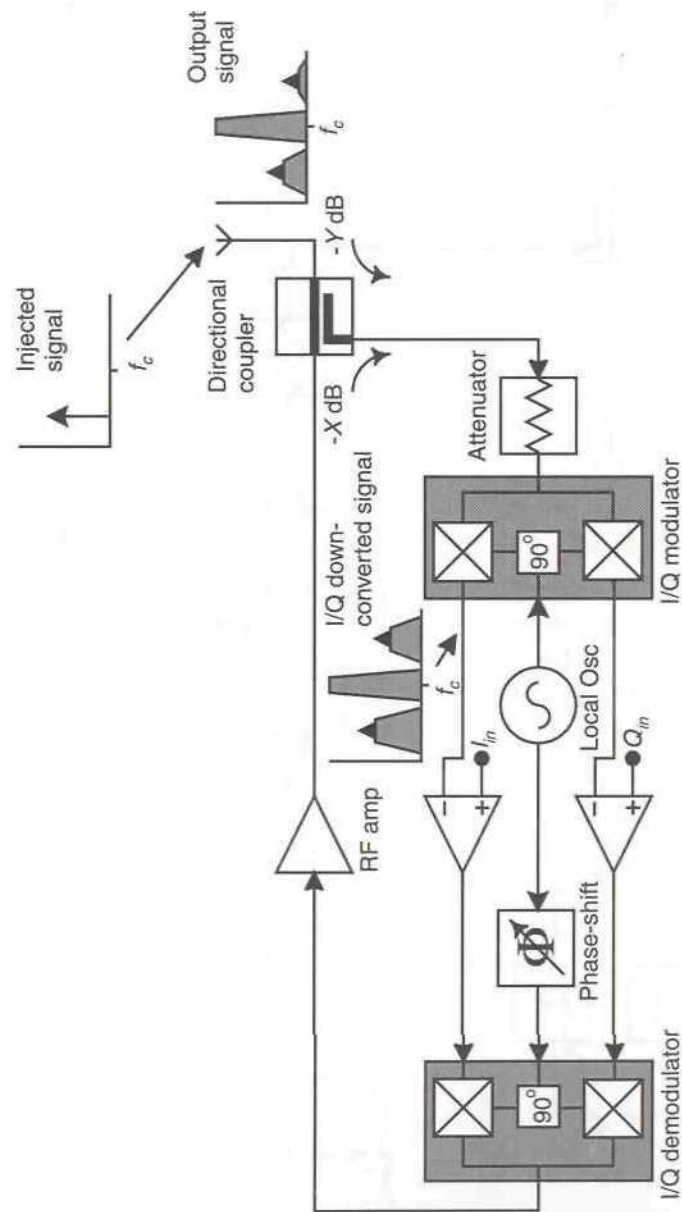 Injected
signal
f_c
Output
signal
f_c
Directional
coupler
-X dB
-Y dB
I/Q down-
converted signal
f_c
RF amp
Attenuator
−
+
I_in
90°
Φ
90°
Phase-shift
Local Osc
−
+
Q_in
I/Q demodulator
I/Q modulator